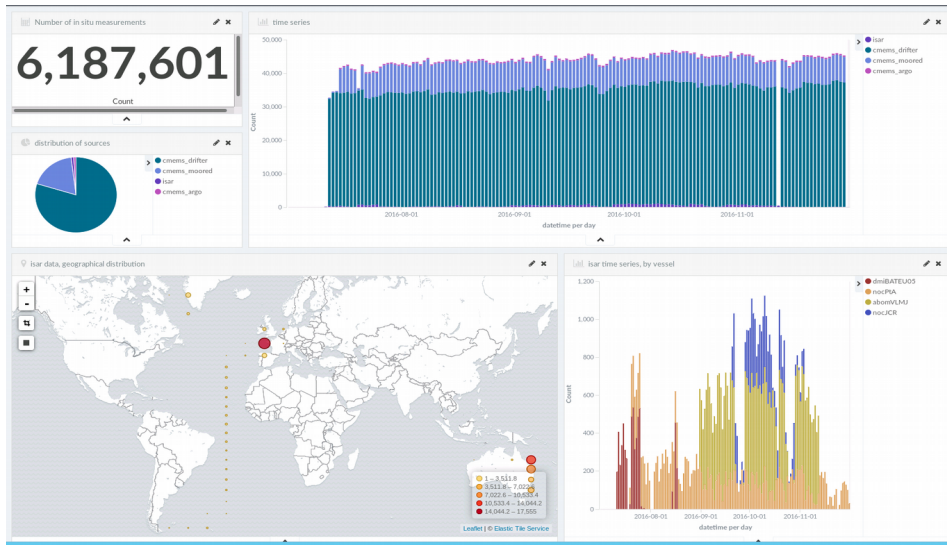 Number of in situ measurements
6,187,601
Count
distribution of sources
cmems_drifter
cmems_moored
isar
cmems_argo
time series
50,000
40,000
30,000
20,000
10,000
0
Count
2016-08-01
2016-09-01
2016-10-01
2016-11-01
datetime per day
isar
cmems_drifter
cmems_moored
cmems_argo
isar data, geographical distribution
+
-
1 – 3,511.8
3,511.8 – 7,022.6
7,022.6 – 10,533.4
10,533.4 – 14,044.2
14,044.2 – 17,555
Leaflet | © Elastic Tile Service
isar time series, by vessel
1,200
1,000
800
600
400
200
0
Count
2016-08-01
2016-09-01
2016-10-01
2016-11-01
datetime per day
dmiBATEU05
nocPtA
abomVLMJ
nocJCR